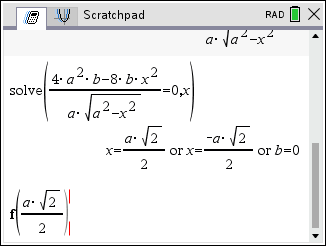 Scratchpad RAD
a·√(a²−x²)
solve((4·a²·b−8·b·x²)/(a·√(a²−x²))=0,x)
x=(a·√2)/2 or x=(−a·√2)/2 or b=0
f((a·√2)/2)